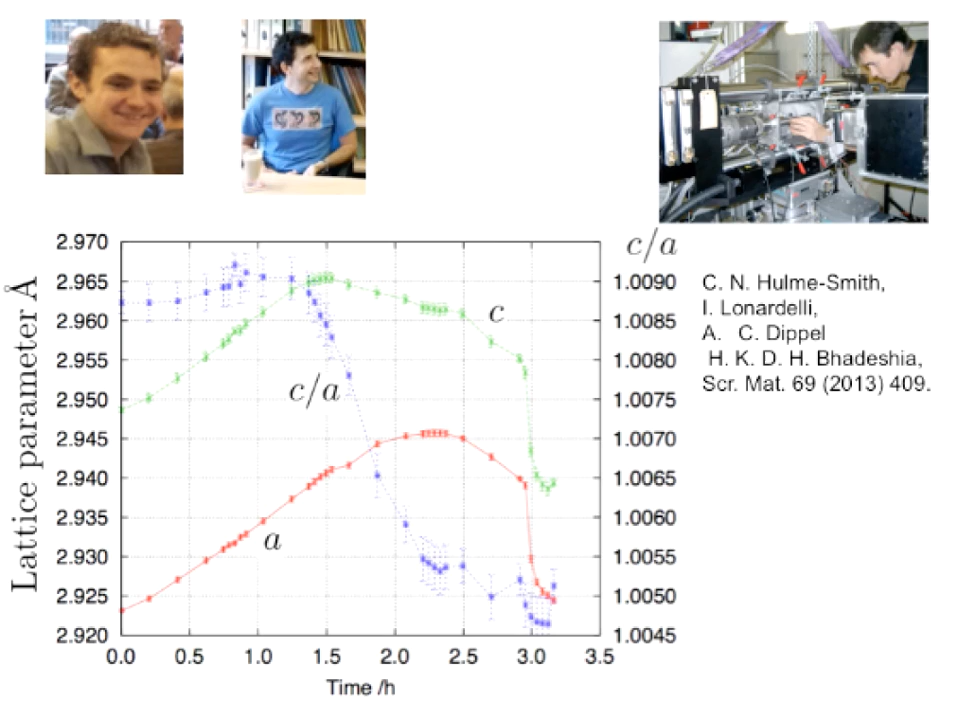 2.970
2.965
2.960
2.955
2.950
2.945
2.940
2.935
2.930
2.925
2.920
Lattice parameter Å
0.0 0.5 1.0 1.5 2.0 2.5 3.0 3.5
Time /h
c
c/a
a
c/a
1.0090
1.0085
1.0080
1.0075
1.0070
1.0065
1.0060
1.0055
1.0050
1.0045
C. N. Hulme-Smith,
I. Lonardelli,
A. C. Dippel
H. K. D. H. Bhadeshia,
Scr. Mat. 69 (2013) 409.